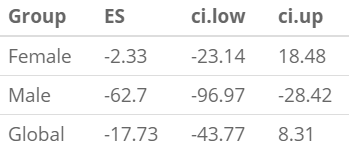 Group ES ci.low ci.up
Female -2.33 -23.14 18.48
Male -62.7 -96.97 -28.42
Global -17.73 -43.77 8.31